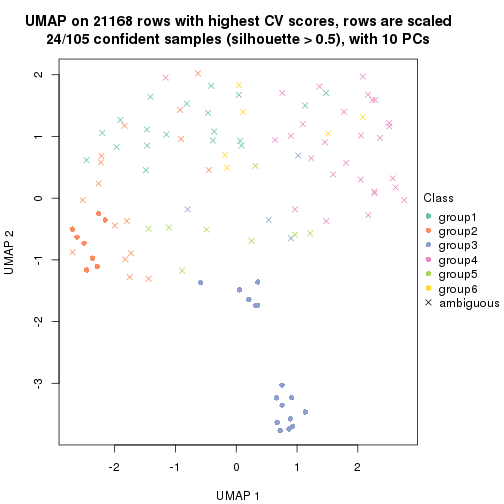 UMAP on 21168 rows with highest CV scores, rows are scaled
24/105 confident samples (silhouette > 0.5), with 10 PCs
2
1
0
-1
-2
-3
UMAP 2
-2
-1
0
1
2
UMAP 1
Class
group1
group2
group3
group4
group5
group6
ambiguous